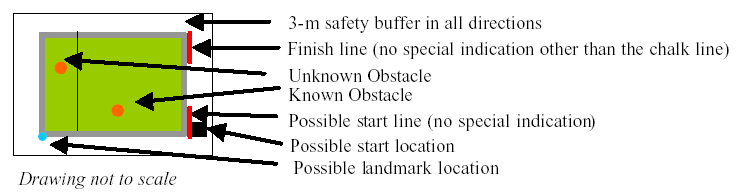 3-m safety buffer in all directions
Finish line (no special indication other than the chalk line)
Unknown Obstacle
Known Obstacle
Possible start line (no special indication)
Possible start location
Possible landmark location
Drawing not to scale